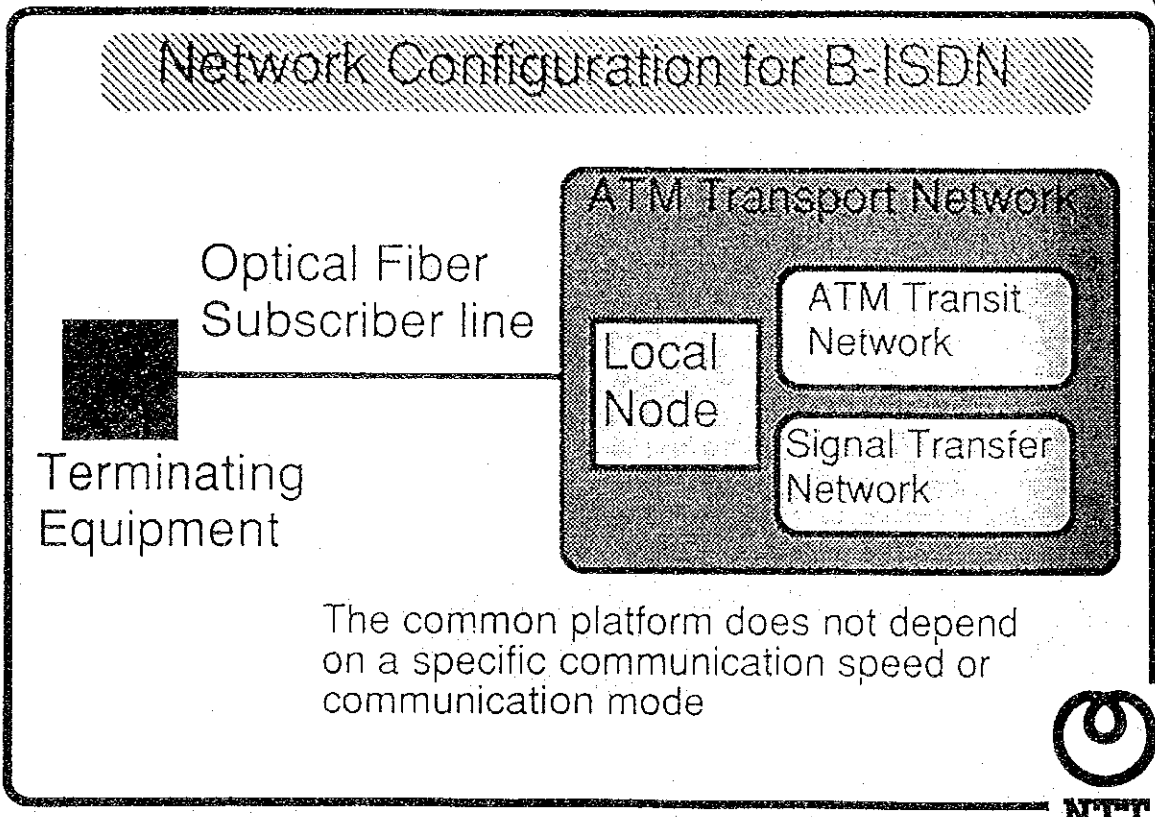 Network Configuration for B-ISDN
ATM Transport Network
Optical Fiber
Subscriber line
ATM Transit
Network
Local
Node
Signal Transfer
Network
Terminating
Equipment
The common platform does not depend
on a specific communication speed or
communication mode
NTT